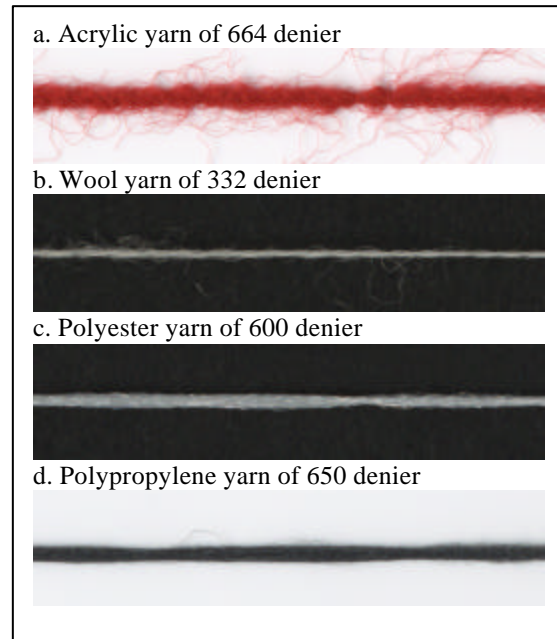 a. Acrylic yarn of 664 denier
b. Wool yarn of 332 denier
c. Polyester yarn of 600 denier
d. Polypropylene yarn of 650 denier